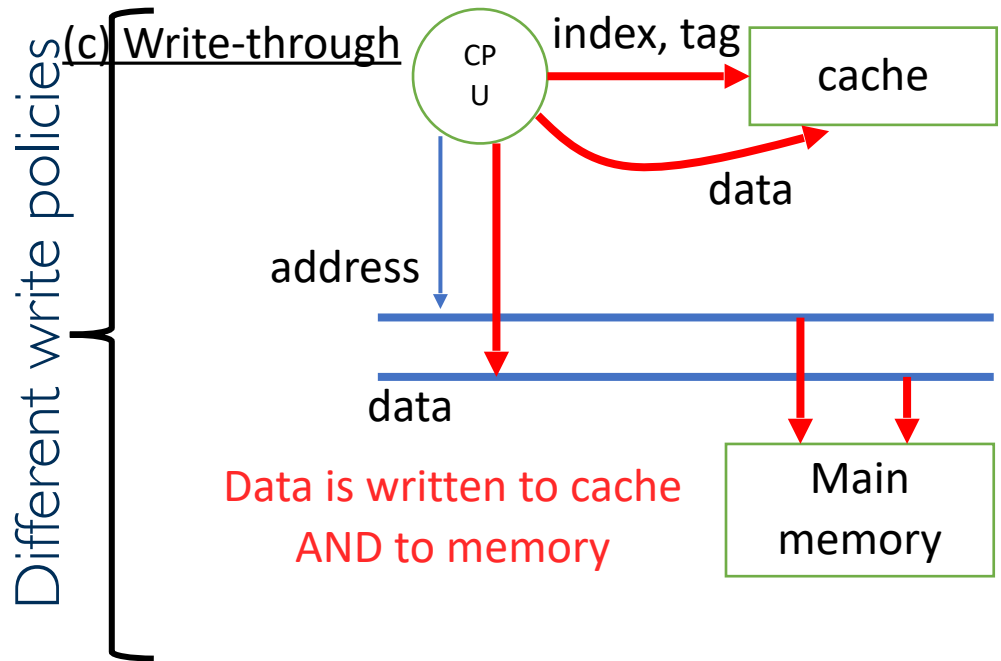 Different write policies
(c) Write-through
CP
U
index, tag
cache
data
address
data
Data is written to cache
AND to memory
Main
memory